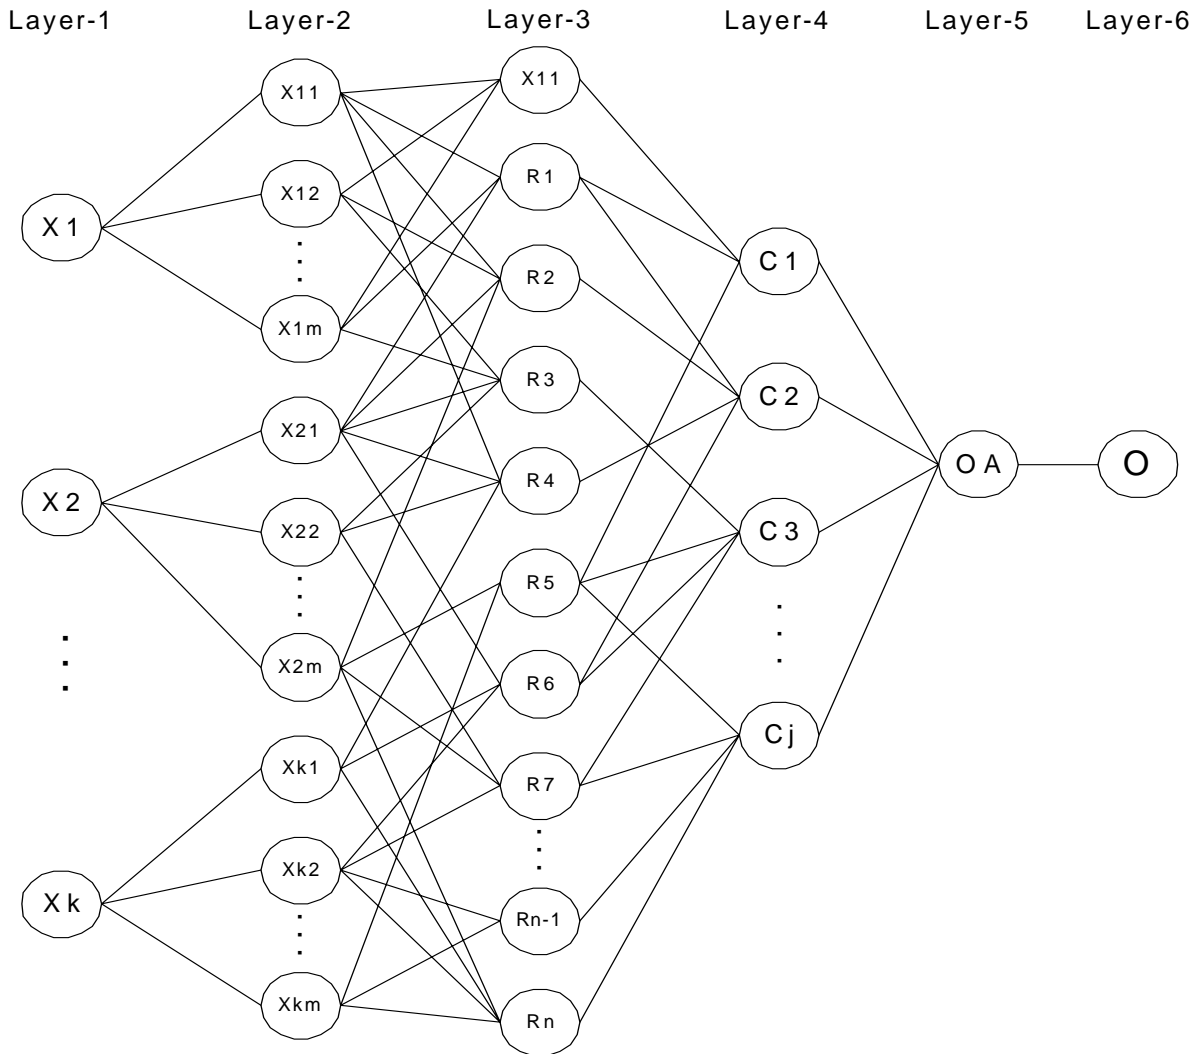 Layer-1 Layer-2 Layer-3 Layer-4 Layer-5 Layer-6
X11 X11
X12 R1
X1 R2 C1
X1m R3
X21 R4 C2
X2 OA O
X22 R5 C3
X2m R6
Xk1 R7 Cj
Xk2 Rn-1
Xk
Xkm Rn